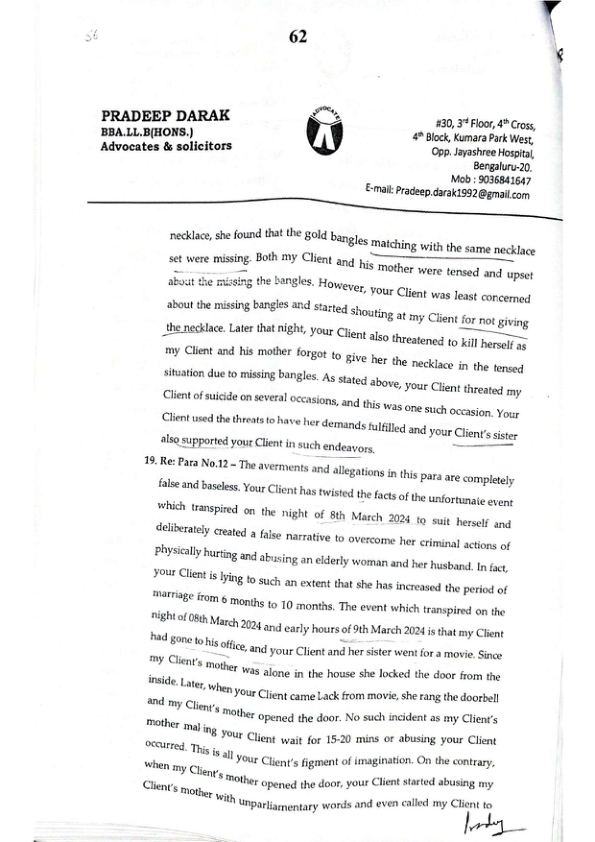 56
62
PRADEEP DARAK
BBA.LL.B(HONS.)
Advocates & solicitors
ADVOCATE
#30, 3rd Floor, 4th Cross,
4th Block, Kumara Park West,
Opp. Jayashree Hospital,
Bengaluru-20.
Mob : 9036841647
E-mail: Pradeep.darak1992@gmail.com
necklace, she found that the gold bangles matching with the same necklace
set were missing. Both my Client and his mother were tensed and upset
about the missing the bangles. However, your Client was least concerned
about the missing bangles and started shouting at my Client for not giving
the necklace. Later that night, your Client also threatened to kill herself as
my Client and his mother forgot to give her the necklace in the tensed
situation due to missing bangles. As stated above, your Client threated my
Client of suicide on several occasions, and this was one such occasion. Your
Client used the threats to have her demands fulfilled and your Client's sister
also supported your Client in such endeavors.
19. Re: Para No.12 – The averments and allegations in this para are completely
false and baseless. Your Client has twisted the facts of the unfortunate event
which transpired on the night of 8th March 2024 to suit herself and
deliberately created a false narrative to overcome her criminal actions of
physically hurting and abusing an elderly woman and her husband. In fact,
your Client is lying to such an extent that she has increased the period of
marriage from 6 months to 10 months. The event which transpired on the
night of 08th March 2024 and early hours of 9th March 2024 is that my Client
had gone to his office, and your Client and her sister went for a movie. Since
my Client's mother was alone in the house she locked the door from the
inside. Later, when your Client came back from movie, she rang the doorbell
and my Client's mother opened the door. No such incident as my Client's
mother making your Client wait for 15-20 mins or abusing your Client
occurred. This is all your Client's figment of imagination. On the contrary,
when my Client's mother opened the door, your Client started abusing my
Client's mother with unparliamentary words and even called my Client to